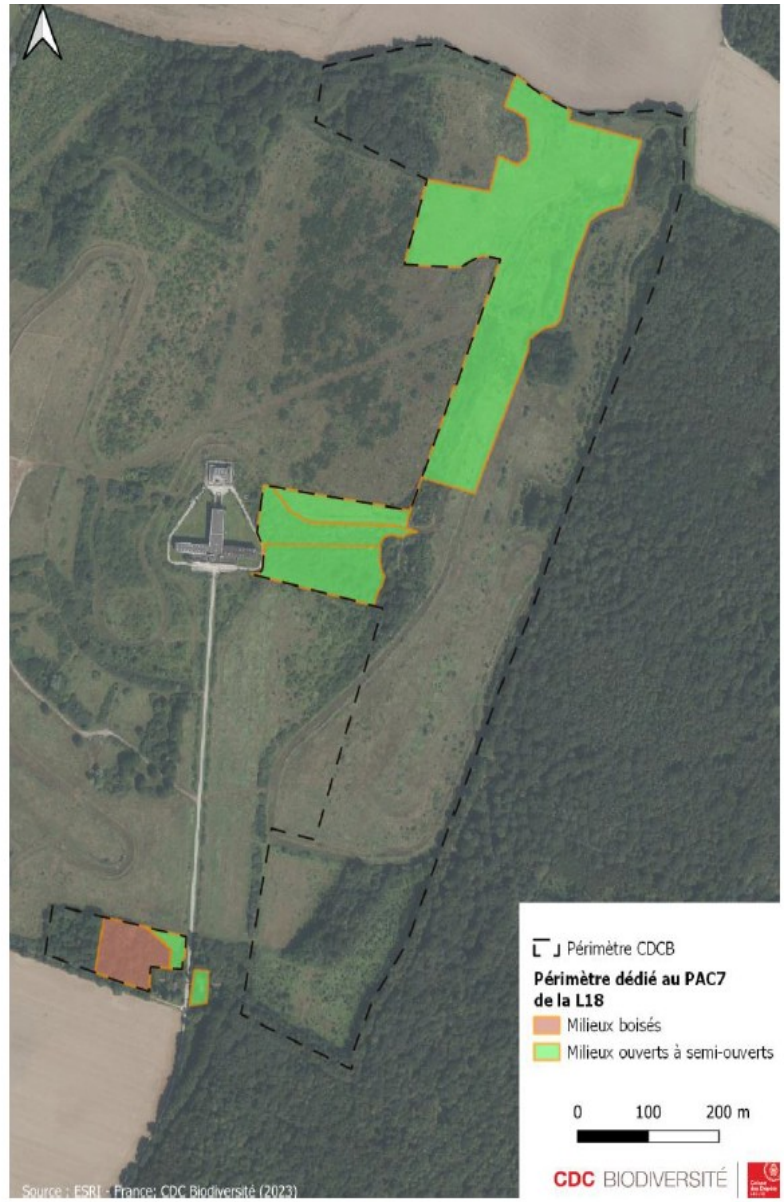 Périmètre CDCB
Périmètre dédié au PAC7
de la L18
Milieux boisés
Milieux ouverts à semi-ouverts
0 100 200 m
CDC BIODIVERSITÉ
Source : ESRI - France; CDC Biodiversité (2023)